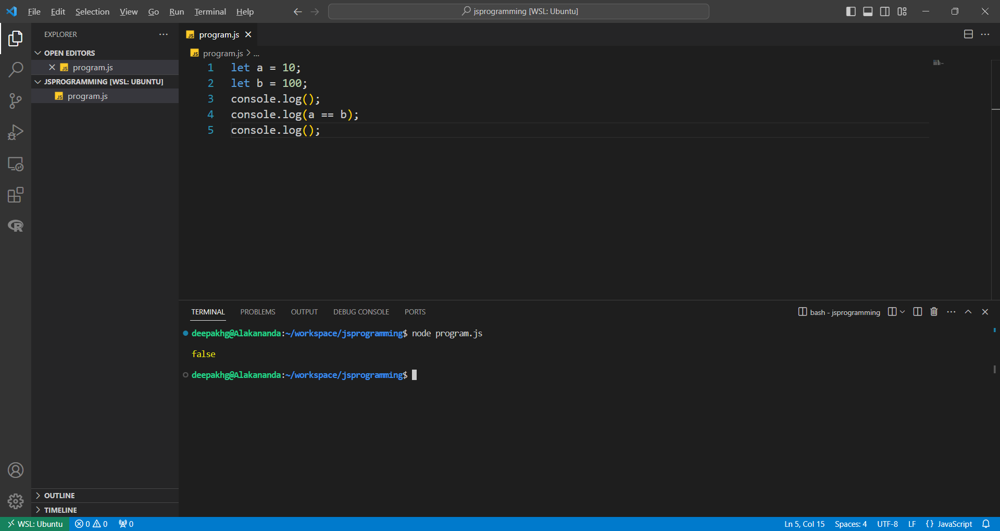 File Edit Selection View Go Run Terminal Help
jsprogramming [WSL: Ubuntu]
EXPLORER
OPEN EDITORS
JS program.js
JSPROGRAMMING [WSL: UBUNTU]
JS program.js
JS program.js
JS program.js > ...
1 let a = 10;
2 let b = 100;
3 console.log();
4 console.log(a == b);
5 console.log();
TERMINAL PROBLEMS OUTPUT DEBUG CONSOLE PORTS
bash - jsprogramming
deepakhg@Alakananda:~/workspace/jsprogramming$ node program.js
false
deepakhg@Alakananda:~/workspace/jsprogramming$
OUTLINE
TIMELINE
WSL: Ubuntu 0 0 0
Ln 5, Col 15 Spaces: 4 UTF-8 LF {} JavaScript